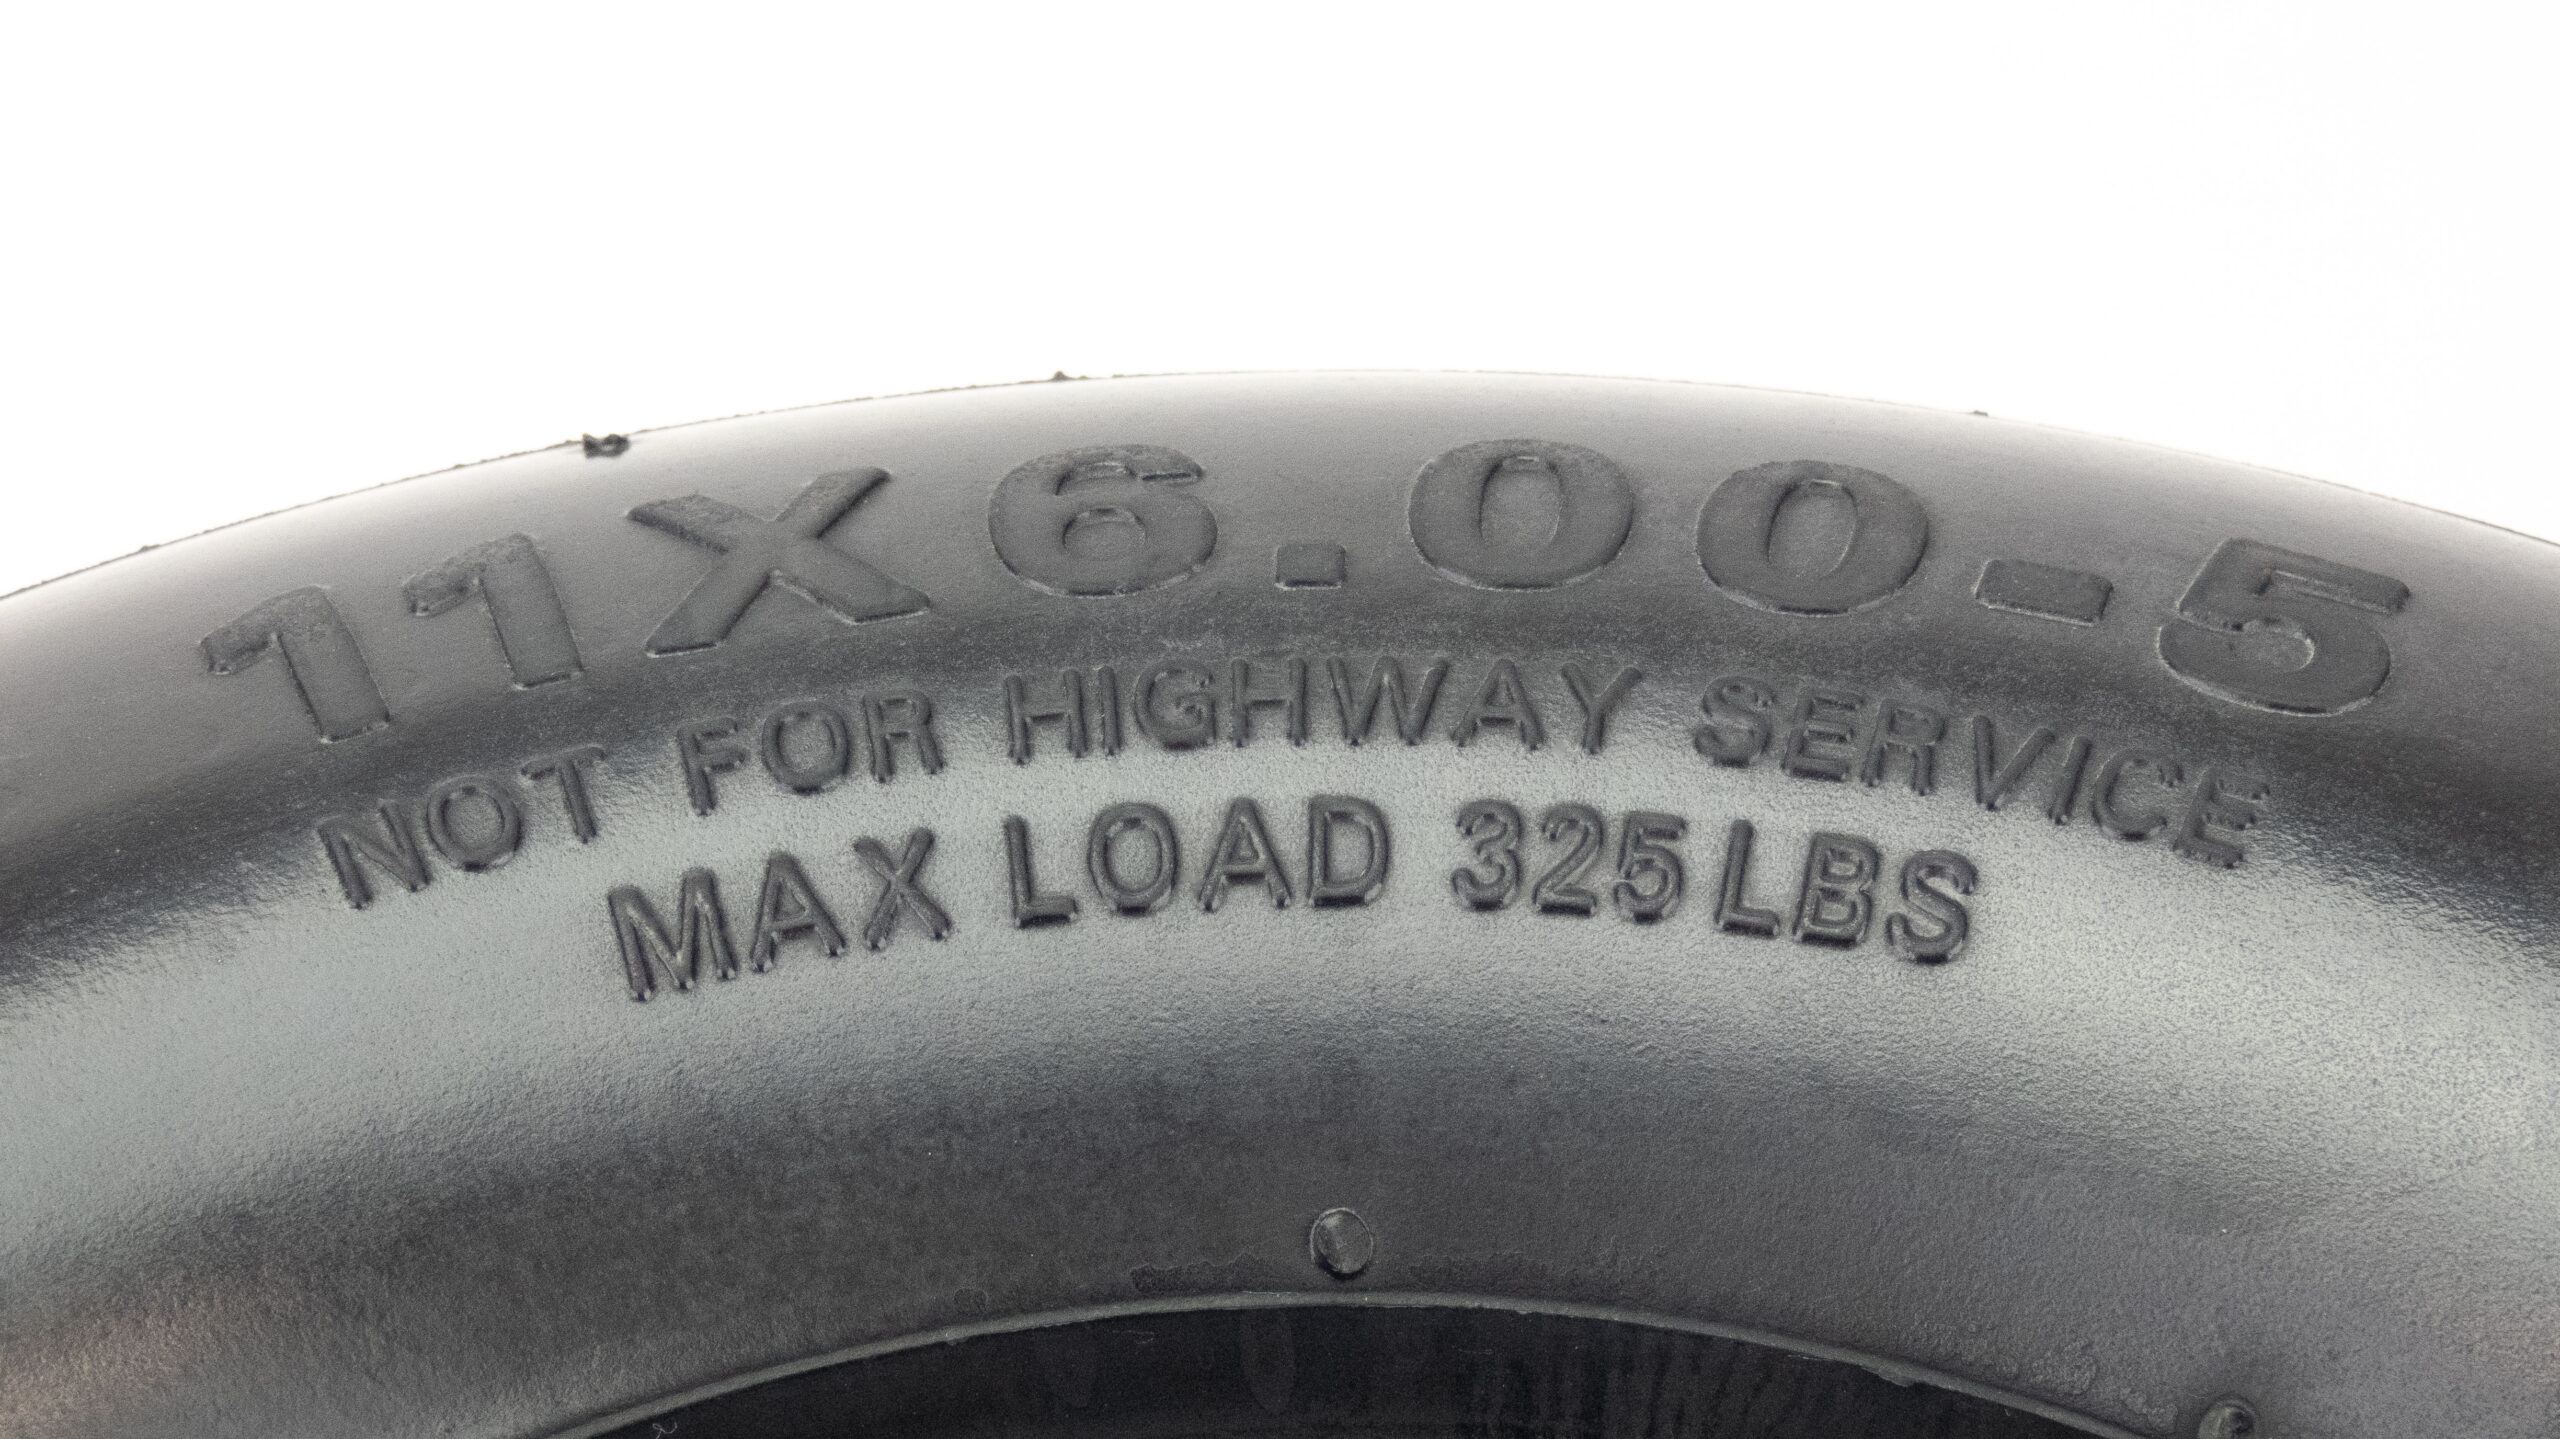 11X6.00-5
NOT FOR HIGHWAY SERVICE
MAX LOAD 325 LBS